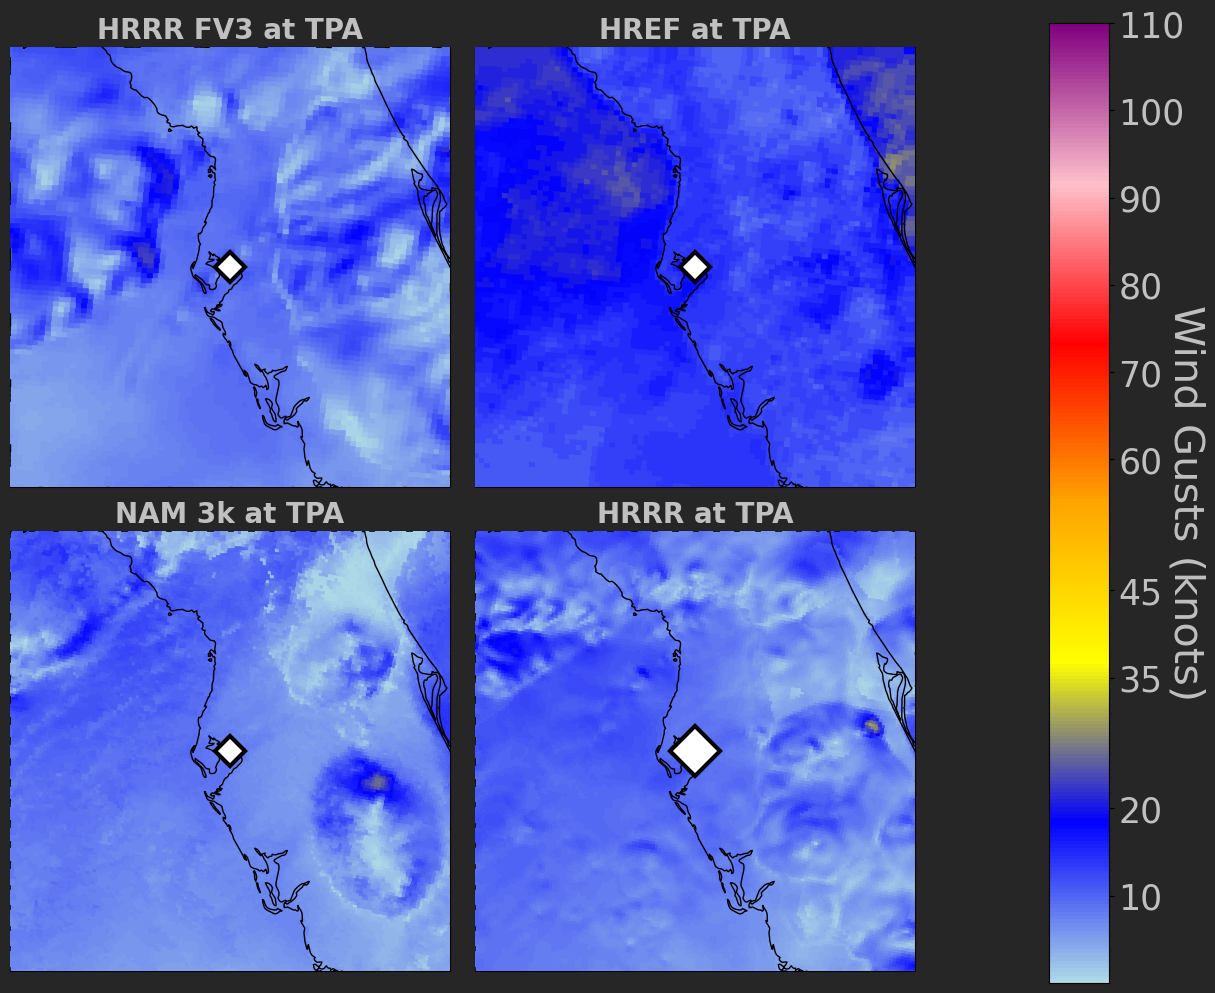 HRRR FV3 at TPA
HREF at TPA
NAM 3k at TPA
HRRR at TPA
110
100
90
80
70
60
45
35
20
10
Wind Gusts (knots)